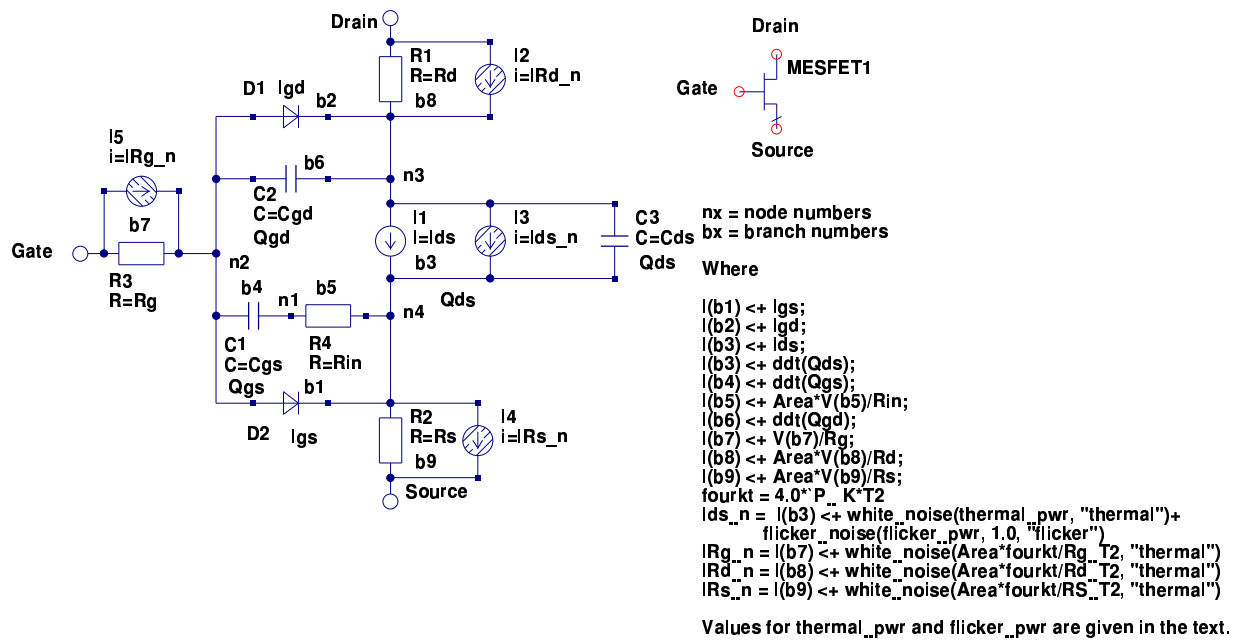 Drain
R1
R=Rd
b8
I2
i=IRd_n
D1
Igd
b2
I5
i=IRg_n
b6
n3
C2
C=Cgd
Qgd
b7
Gate
R3
R=Rg
n2
I1
I=Ids
b3
I3
i=Ids_n
C3
C=Cds
Qds
Qds
b4
n1
b5
n4
C1
C=Cgs
Qgs
R4
R=Rin
b1
D2
Igs
R2
R=Rs
b9
I4
i=IRs_n
Source
Drain
MESFET1
Gate
Source
nx = node numbers
bx = branch numbers
Where
I(b1) <+ Igs;
I(b2) <+ Igd;
I(b3) <+ Ids;
I(b3) <+ ddt(Qds);
I(b4) <+ ddt(Qgs);
I(b5) <+ Area*V(b5)/Rin;
I(b6) <+ ddt(Qgd);
I(b7) <+ V(b7)/Rg;
I(b8) <+ Area*V(b8)/Rd;
I(b9) <+ Area*V(b9)/Rs;
fourkt = 4.0*`P_K*T2
Ids_n = I(b3) <+ white_noise(thermal_pwr, "thermal")+
flicker_noise(flicker_pwr, 1.0, "flicker")
IRg_n = I(b7) <+ white_noise(Area*fourkt/Rg_T2, "thermal")
IRd_n = I(b8) <+ white_noise(Area*fourkt/Rd_T2, "thermal")
IRs_n = I(b9) <+ white_noise(Area*fourkt/RS_T2, "thermal")
Values for thermal_pwr and flicker_pwr are given in the text.